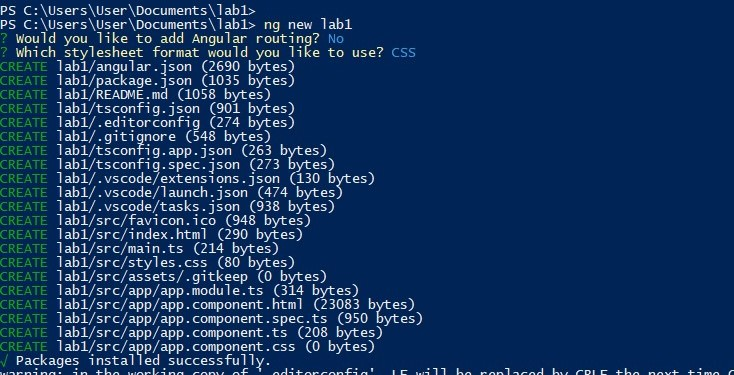 PS C:\Users\User\Documents\lab1>
PS C:\Users\User\Documents\lab1> ng new lab1
? Would you like to add Angular routing? No
? Which stylesheet format would you like to use? CSS
CREATE lab1/angular.json (2690 bytes)
CREATE lab1/package.json (1035 bytes)
CREATE lab1/README.md (1058 bytes)
CREATE lab1/tsconfig.json (901 bytes)
CREATE lab1/.editorconfig (274 bytes)
CREATE lab1/.gitignore (548 bytes)
CREATE lab1/tsconfig.app.json (263 bytes)
CREATE lab1/tsconfig.spec.json (273 bytes)
CREATE lab1/.vscode/extensions.json (130 bytes)
CREATE lab1/.vscode/launch.json (474 bytes)
CREATE lab1/.vscode/tasks.json (938 bytes)
CREATE lab1/src/favicon.ico (948 bytes)
CREATE lab1/src/index.html (290 bytes)
CREATE lab1/src/main.ts (214 bytes)
CREATE lab1/src/styles.css (80 bytes)
CREATE lab1/src/assets/.gitkeep (0 bytes)
CREATE lab1/src/app/app.module.ts (314 bytes)
CREATE lab1/src/app/app.component.html (23083 bytes)
CREATE lab1/src/app/app.component.spec.ts (950 bytes)
CREATE lab1/src/app/app.component.ts (208 bytes)
CREATE lab1/src/app/app.component.css (0 bytes)
√ Packages installed successfully.
warning: in the working copy of '.editorconfig', LF will be replaced by CRLF the next time